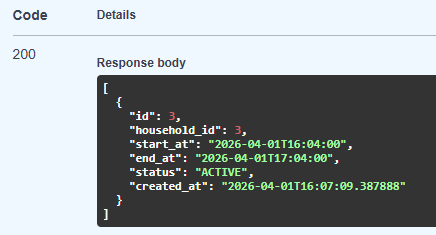 Code Details
200
Response body
[
  {
    "id": 3,
    "household_id": 3,
    "start_at": "2026-04-01T16:04:00",
    "end_at": "2026-04-01T17:04:00",
    "status": "ACTIVE",
    "created_at": "2026-04-01T16:07:09.387888"
  }
]